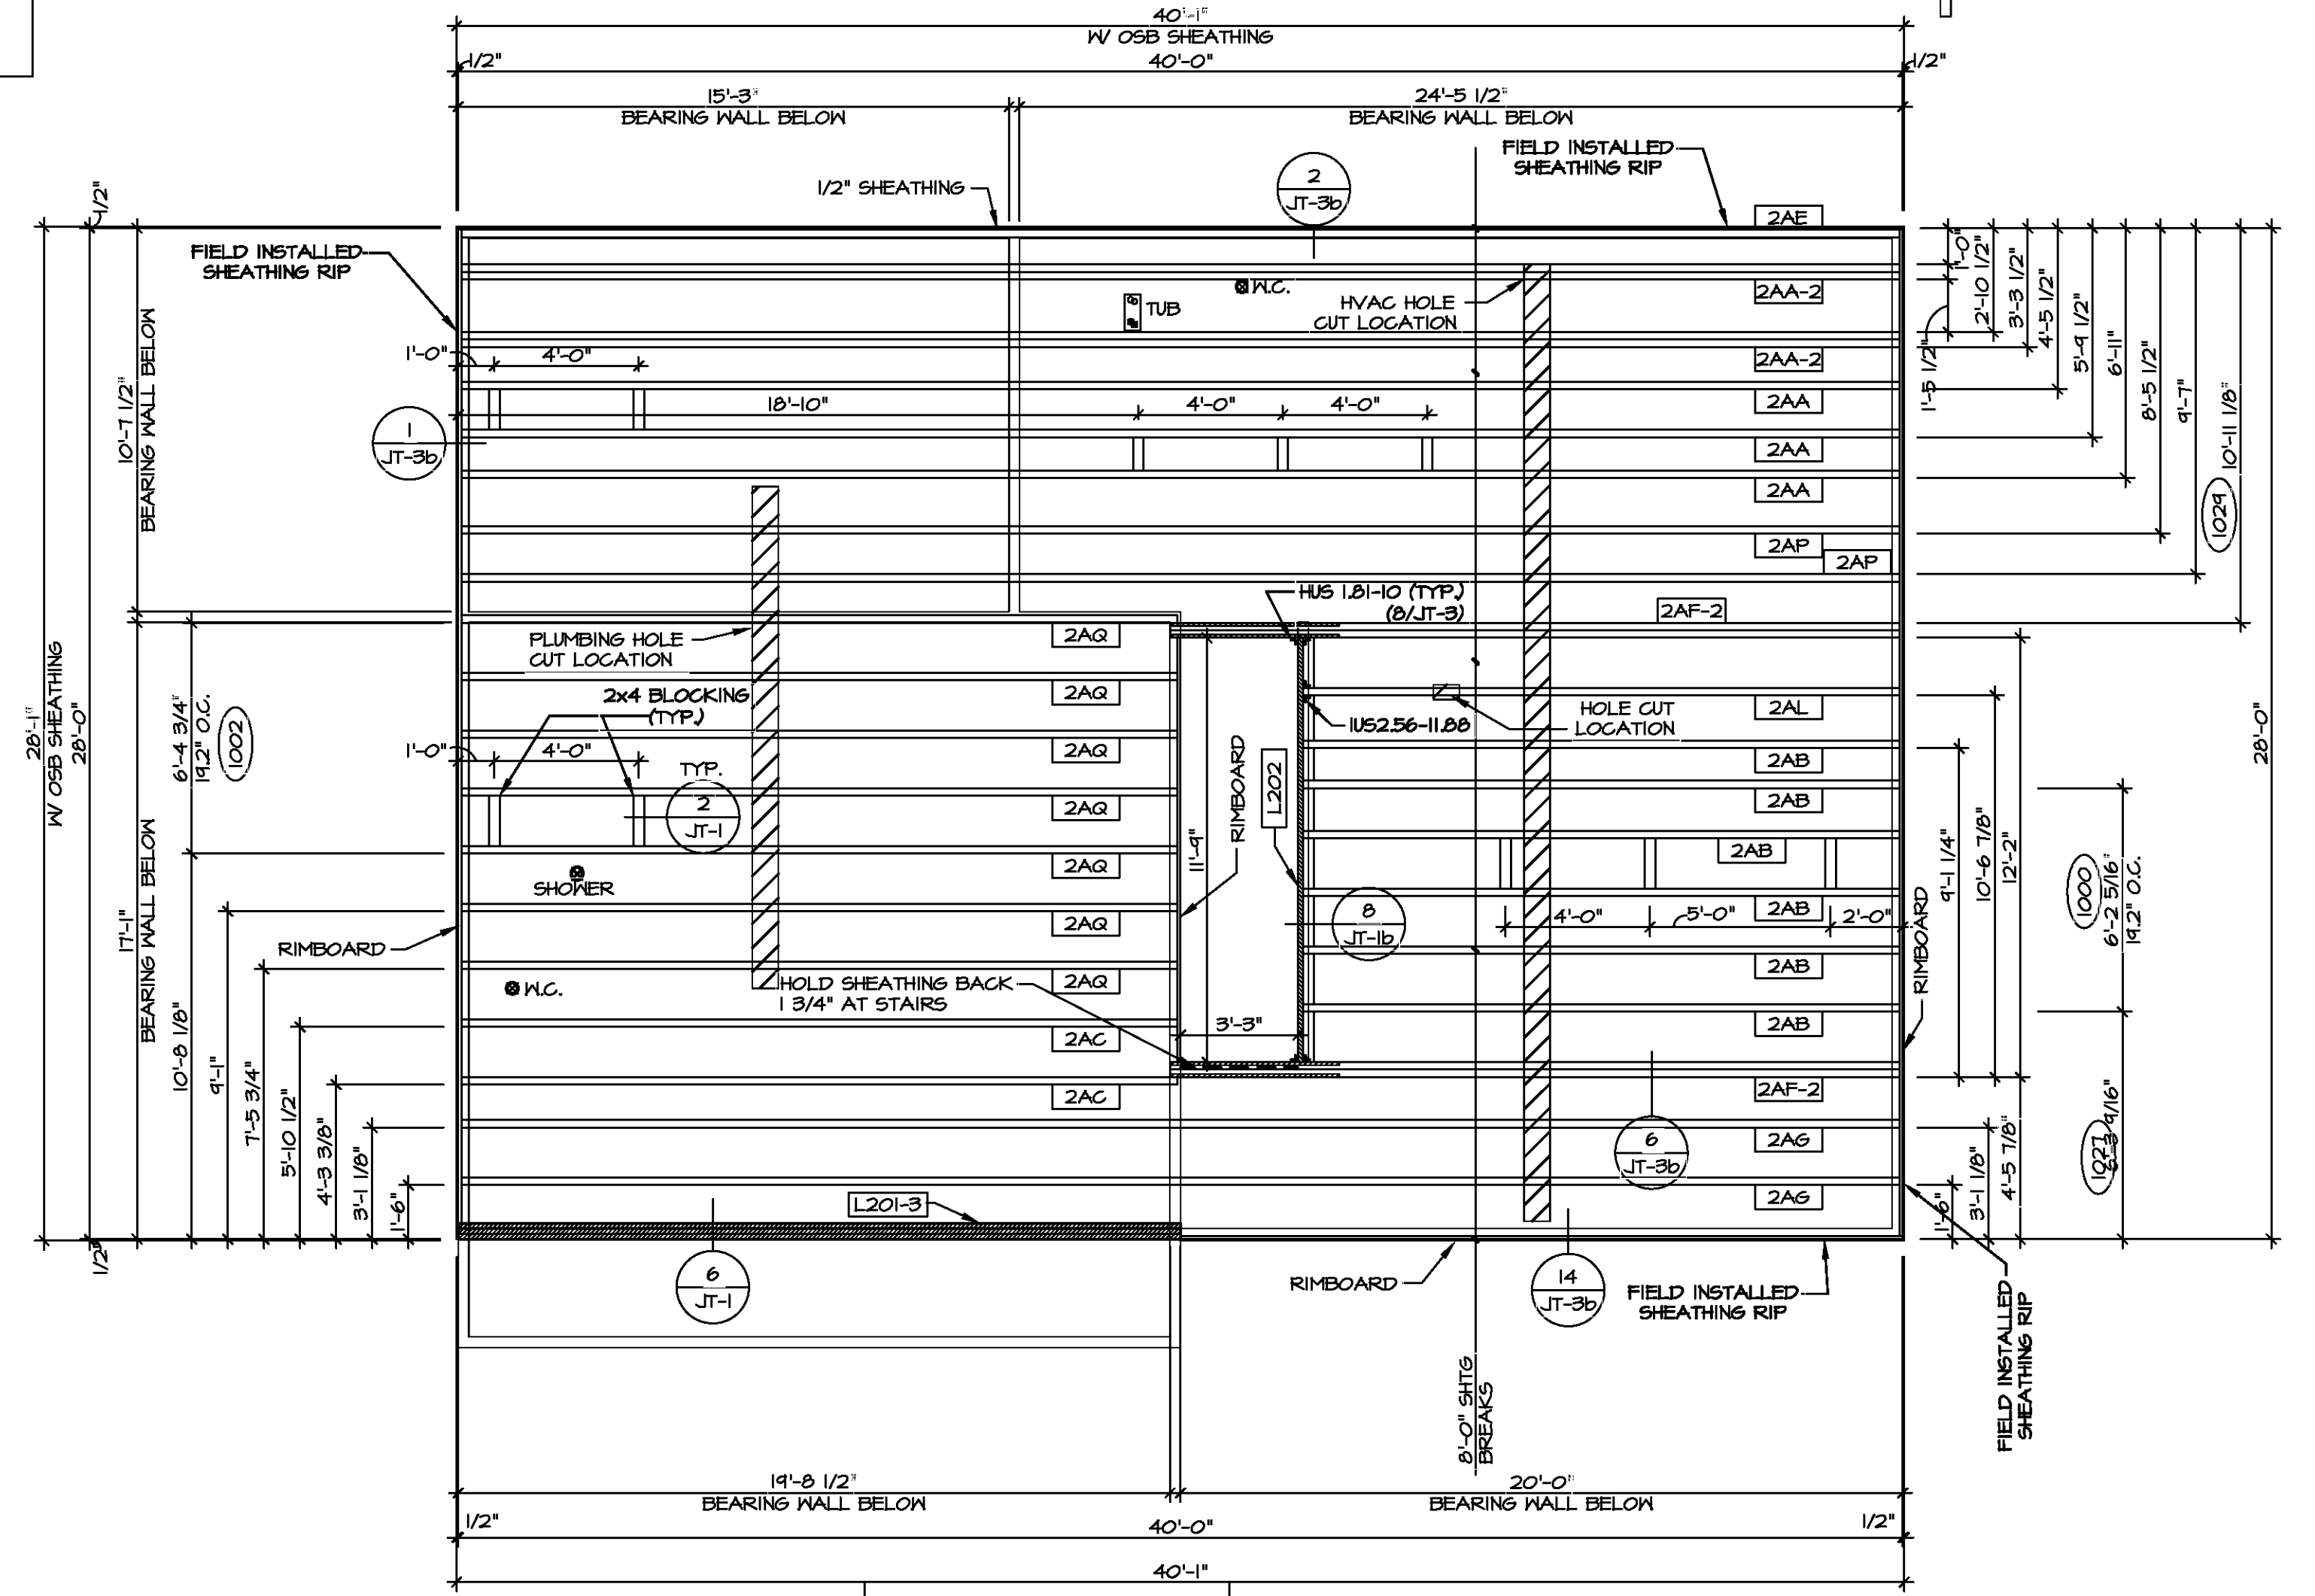 40'-1"
W/ OSB SHEATHING
1/2"
40'-0"
1/2"
15'-3"
BEARING WALL BELOW
24'-5 1/2"
BEARING WALL BELOW
FIELD INSTALLED
SHEATHING RIP
1/2" SHEATHING
2
JT-3b
2AE
1/2"
FIELD INSTALLED
SHEATHING RIP
W.C.
TUB
HVAC HOLE
CUT LOCATION
2AA-2
2AA-2
1'-0"
4'-0"
18'-10"
4'-0"
4'-0"
2AA
1
JT-3b
2AA
2AA
2AP
2AP
HUS 1.81-10 (TYP.)
(8/JT-3)
2AF-2
PLUMBING HOLE
CUT LOCATION
2AQ
2x4 BLOCKING
(TYP.)
2AQ
IUS2.56-11.88
HOLE CUT
LOCATION
2AL
1'-0"
4'-0"
TYP.
2
JT-1
2AQ
2AB
2AQ
2AB
RIMBOARD
L202
11'-9"
2AB
SHOWER
2AQ
2AQ
8
JT-1b
2AB
4'-0"
5'-0"
2'-0"
RIMBOARD
W.C.
2AQ
2AB
HOLD SHEATHING BACK
1 3/4" AT STAIRS
3'-3"
2AB
2AC
2AC
2AF-2
6
JT-3b
2AG
2AG
L201-3
6
JT-1
RIMBOARD
14
JT-3b
FIELD INSTALLED
SHEATHING RIP
8'-0" SHTG
BREAKS
FIELD INSTALLED
SHEATHING RIP
28'-1"
W/ OSB SHEATHING
28'-0"
10'-7 1/2"
BEARING WALL BELOW
17'-1"
BEARING WALL BELOW
6'-4 3/4"
19.2" O.C.
1002
10'-8 1/8"
9'-1"
7'-5 3/4"
5'-10 1/2"
4'-3 3/8"
3'-1 1/8"
1'-6"
1/2"
1'-0"
2'-10 1/2"
3'-3 1/2"
4'-5 1/2"
5'-9 1/2"
6'-11"
8'-5 1/2"
9'-7"
10'-11 1/8"
1029
1'-5 1/2"
28'-0"
9'-1 1/4"
10'-6 7/8"
12'-2"
1000
6'-2 5/16"
19.2" O.C.
RIMBOARD
1'-6"
3'-1 1/8"
4'-5 7/8"
1027
19'-8 1/2"
BEARING WALL BELOW
20'-0"
BEARING WALL BELOW
1/2"
40'-0"
1/2"
40'-1"